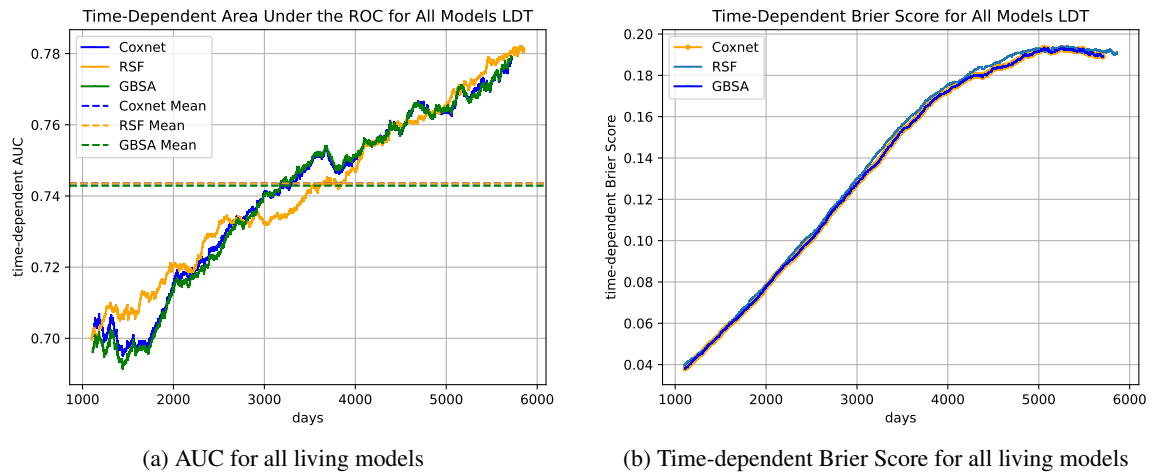 Time-Dependent Area Under the ROC for All Models LDT
Coxnet
RSF
GBSA
Coxnet Mean
RSF Mean
GBSA Mean
0.78
0.76
0.74
0.72
0.70
time-dependent AUC
1000 2000 3000 4000 5000 6000
days
(a) AUC for all living models
Time-Dependent Brier Score for All Models LDT
Coxnet
RSF
GBSA
0.20
0.18
0.16
0.14
0.12
0.10
0.08
0.06
0.04
time-dependent Brier Score
1000 2000 3000 4000 5000 6000
days
(b) Time-dependent Brier Score for all living models